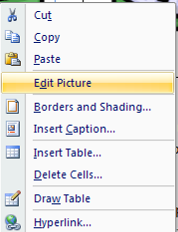 Cut
Copy
Paste
Edit Picture
Borders and Shading...
Insert Caption...
Insert Table...
Delete Cells...
Draw Table
Hyperlink...